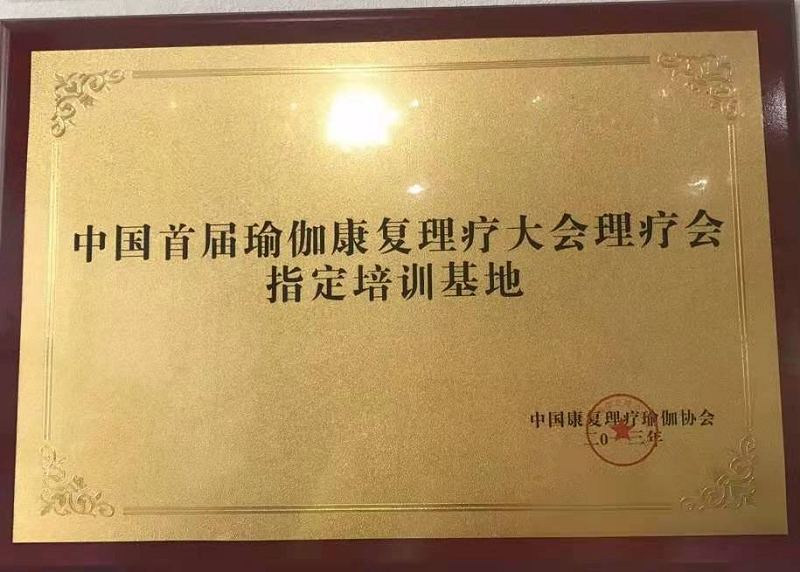 中国首届瑜伽康复理疗大会理疗会
指定培训基地
中国康复理疗瑜伽协会
二0一三年